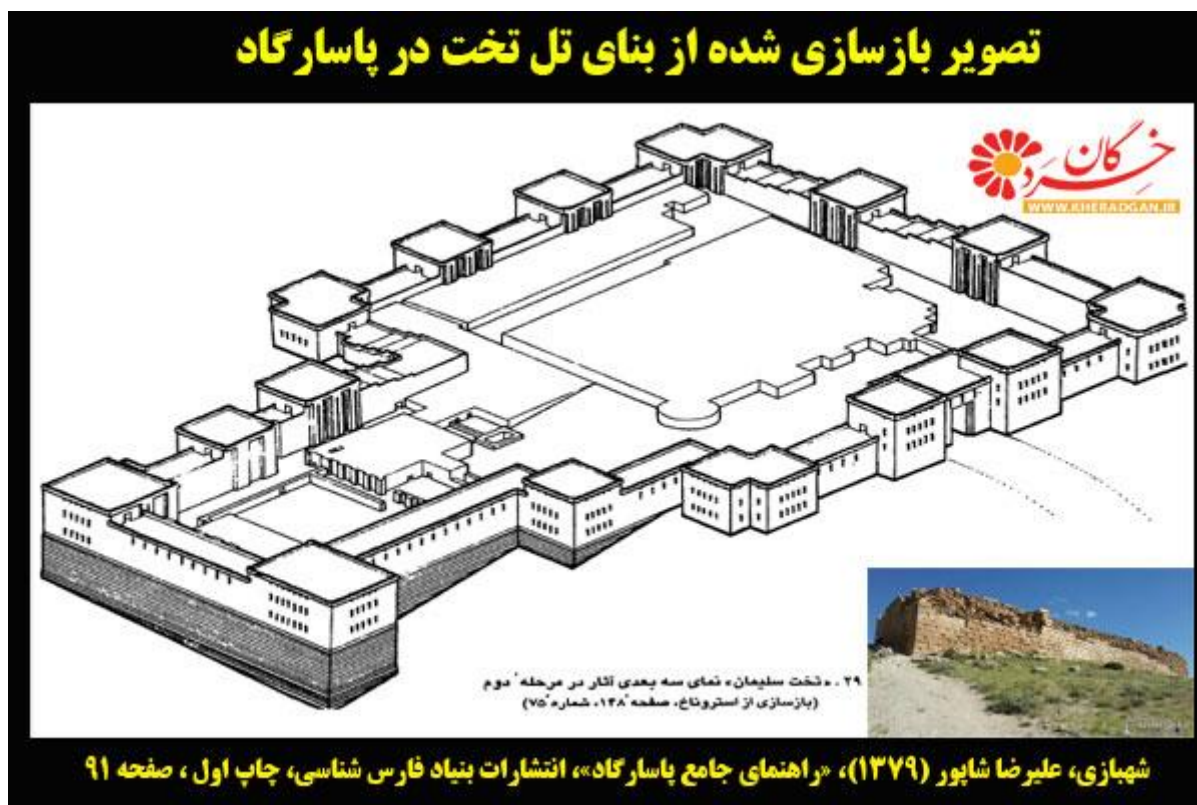 تصویر بازسازی شده از بنای تل تخت در پاسارگاد
خردگان
WWW.KHERADGAN.IR
۲۹ . «تخت سلیمان» نمای سه بعدی آثار در مرحلهٔ دوم
(بازسازی از استروناخ، صفحهٔ ۱۴۸، شمارهٔ ۷۵)
شهبازی، علیرضا شاپور (۱۳۷۹)، «راهنمای جامع پاسارگاد»، انتشارات بنیاد فارس شناسی، چاپ اول ، صفحه ۹۱